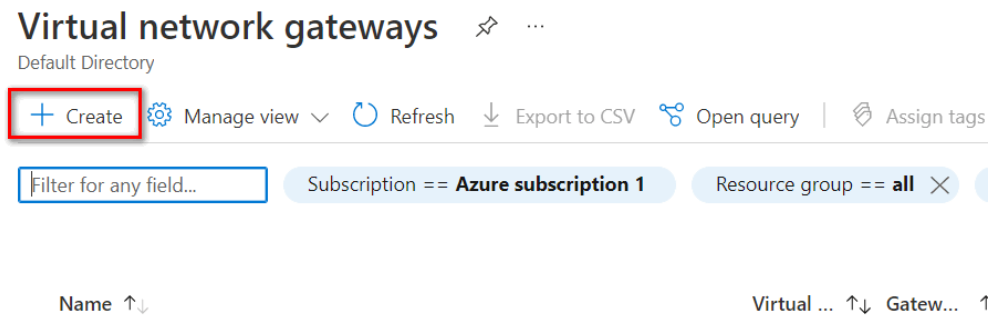 Virtual network gateways ...
Default Directory
+ Create Manage view Refresh Export to CSV Open query Assign tags
Filter for any field... Subscription == Azure subscription 1 Resource group == all
Name Virtual ... Gatew...